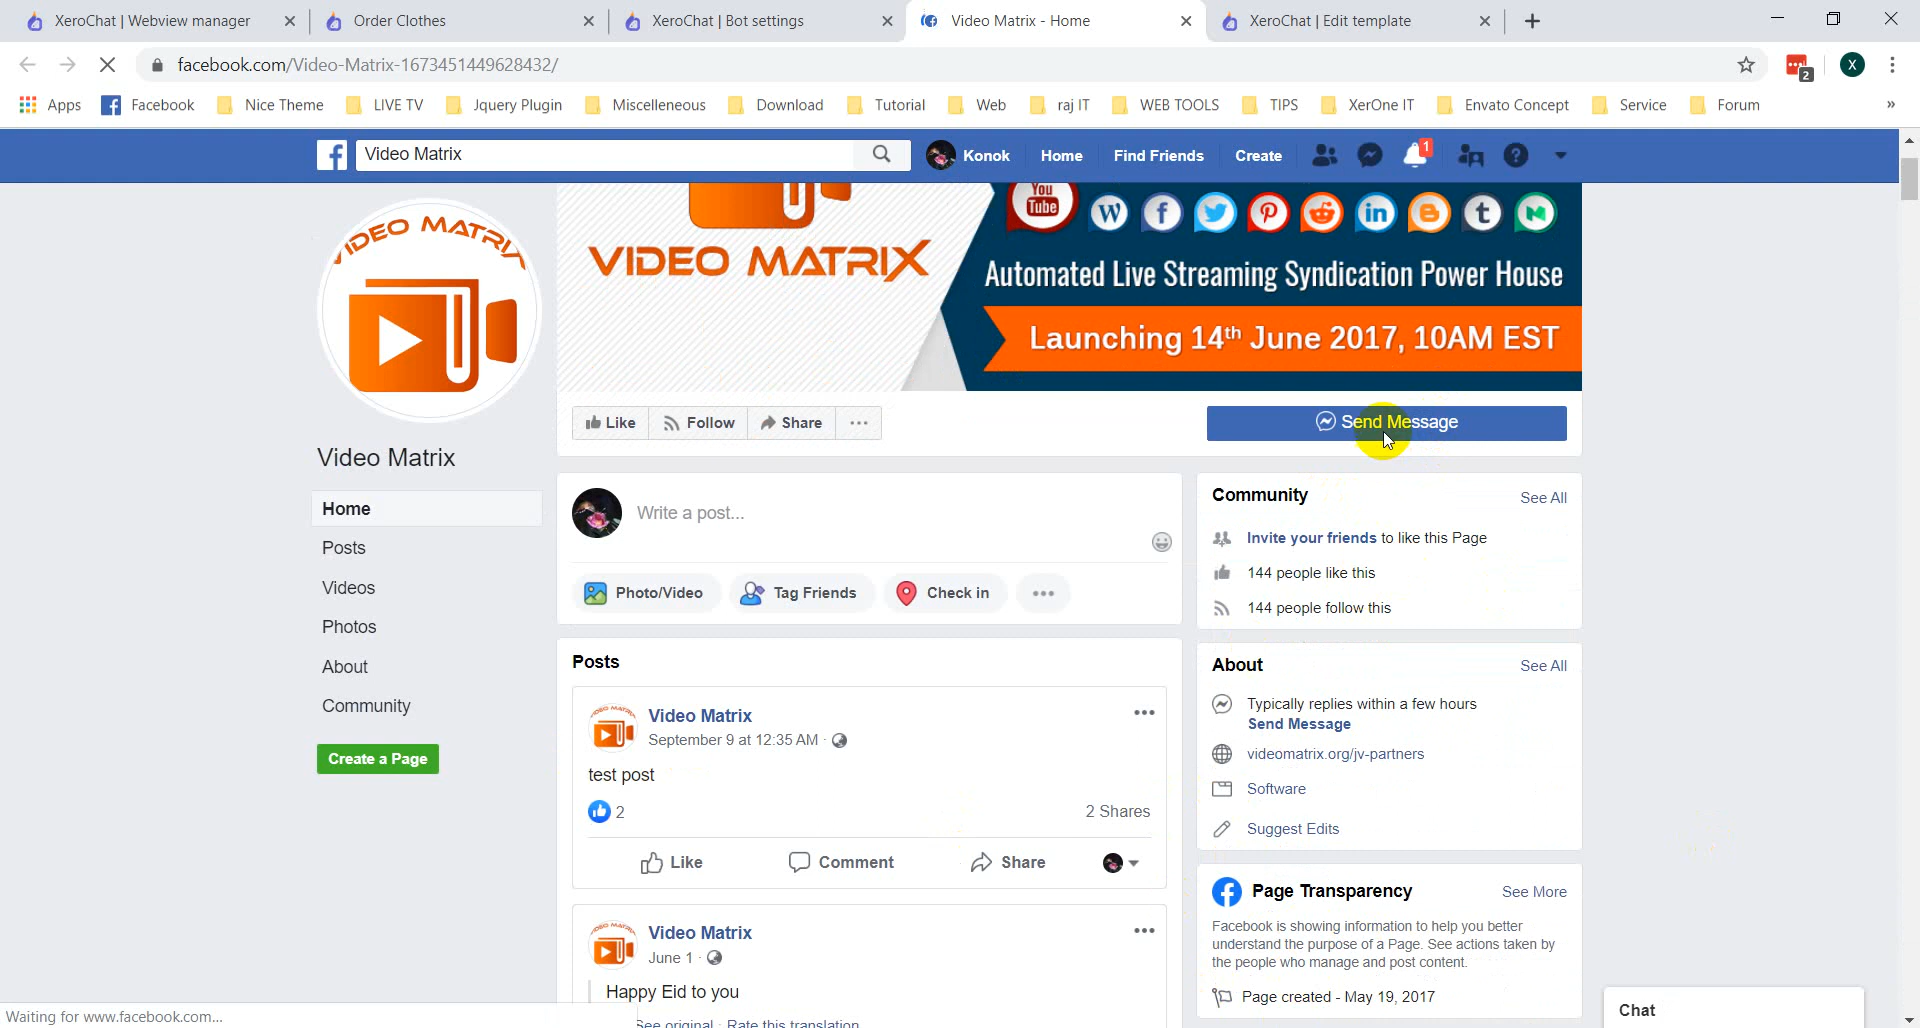 XeroChat | Webview manager
Order Clothes
XeroChat | Bot settings
Video Matrix - Home
XeroChat | Edit template
facebook.com/Video-Matrix-1673451449628432/
2
X
Apps
Facebook
Nice Theme
LIVE TV
Jquery Plugin
Miscelleneous
Download
Tutorial
Web
raj IT
WEB TOOLS
TIPS
XerOne IT
Envato Concept
Service
Forum
»
Video Matrix
Konok
Home
Find Friends
Create
1
VIDEO MATRIX
You Tube
VIDEO MATRIX
Automated Live Streaming Syndication Power House
Launching 14th June 2017, 10AM EST
Like
Follow
Share
Send Message
Video Matrix
Home
Posts
Videos
Photos
About
Community
Create a Page
Write a post...
Photo/Video
Tag Friends
Check in
Posts
Video Matrix
September 9 at 12:35 AM
test post
2
2 Shares
Like
Comment
Share
Video Matrix
June 1
Happy Eid to you
See original · Rate this translation
Community
See All
Invite your friends to like this Page
144 people like this
144 people follow this
About
See All
Typically replies within a few hours
Send Message
videomatrix.org/jv-partners
Software
Suggest Edits
Page Transparency
See More
Facebook is showing information to help you better
understand the purpose of a Page. See actions taken by
the people who manage and post content.
Page created - May 19, 2017
Chat
Waiting for www.facebook.com...